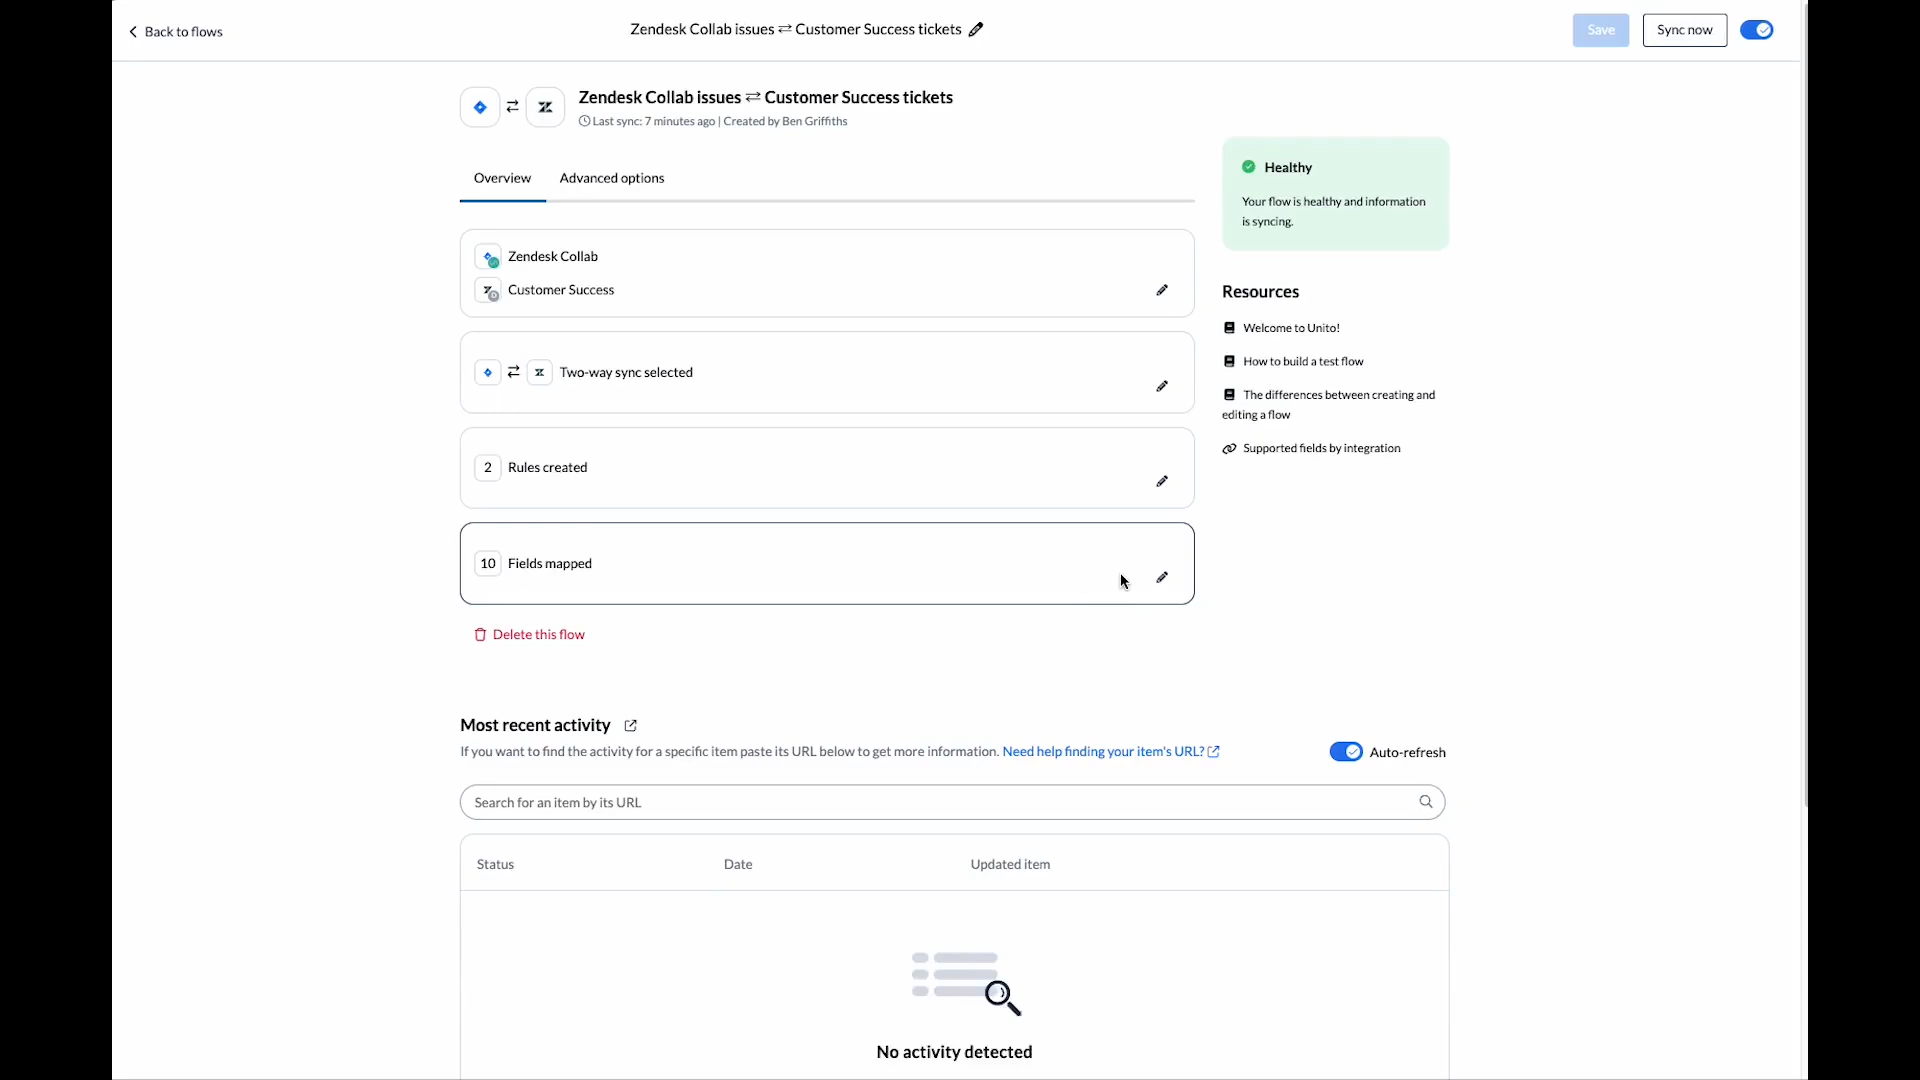 Back to flows
Zendesk Collab issues ⇄ Customer Success tickets
Save
Sync now
Zendesk Collab issues ⇄ Customer Success tickets
Last sync: 7 minutes ago | Created by Ben Griffiths
Overview
Advanced options
Healthy
Your flow is healthy and information
is syncing.
Zendesk Collab
Customer Success
Resources
Welcome to Unito!
How to build a test flow
The differences between creating and
editing a flow
Supported fields by integration
Two-way sync selected
2 Rules created
10 Fields mapped
Delete this flow
Most recent activity
If you want to find the activity for a specific item paste its URL below to get more information. Need help finding your item's URL?
Auto-refresh
Search for an item by its URL
Status
Date
Updated item
No activity detected